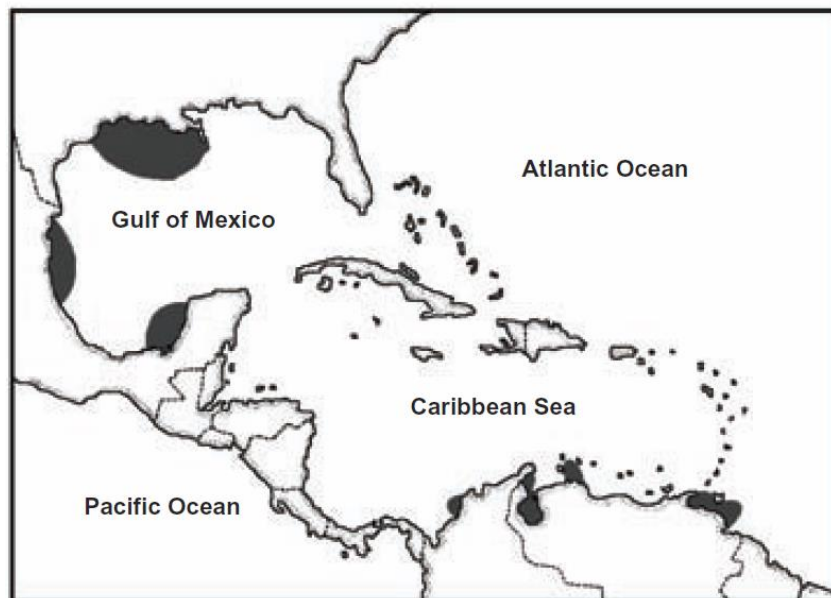 Atlantic Ocean
Gulf of Mexico
Caribbean Sea
Pacific Ocean